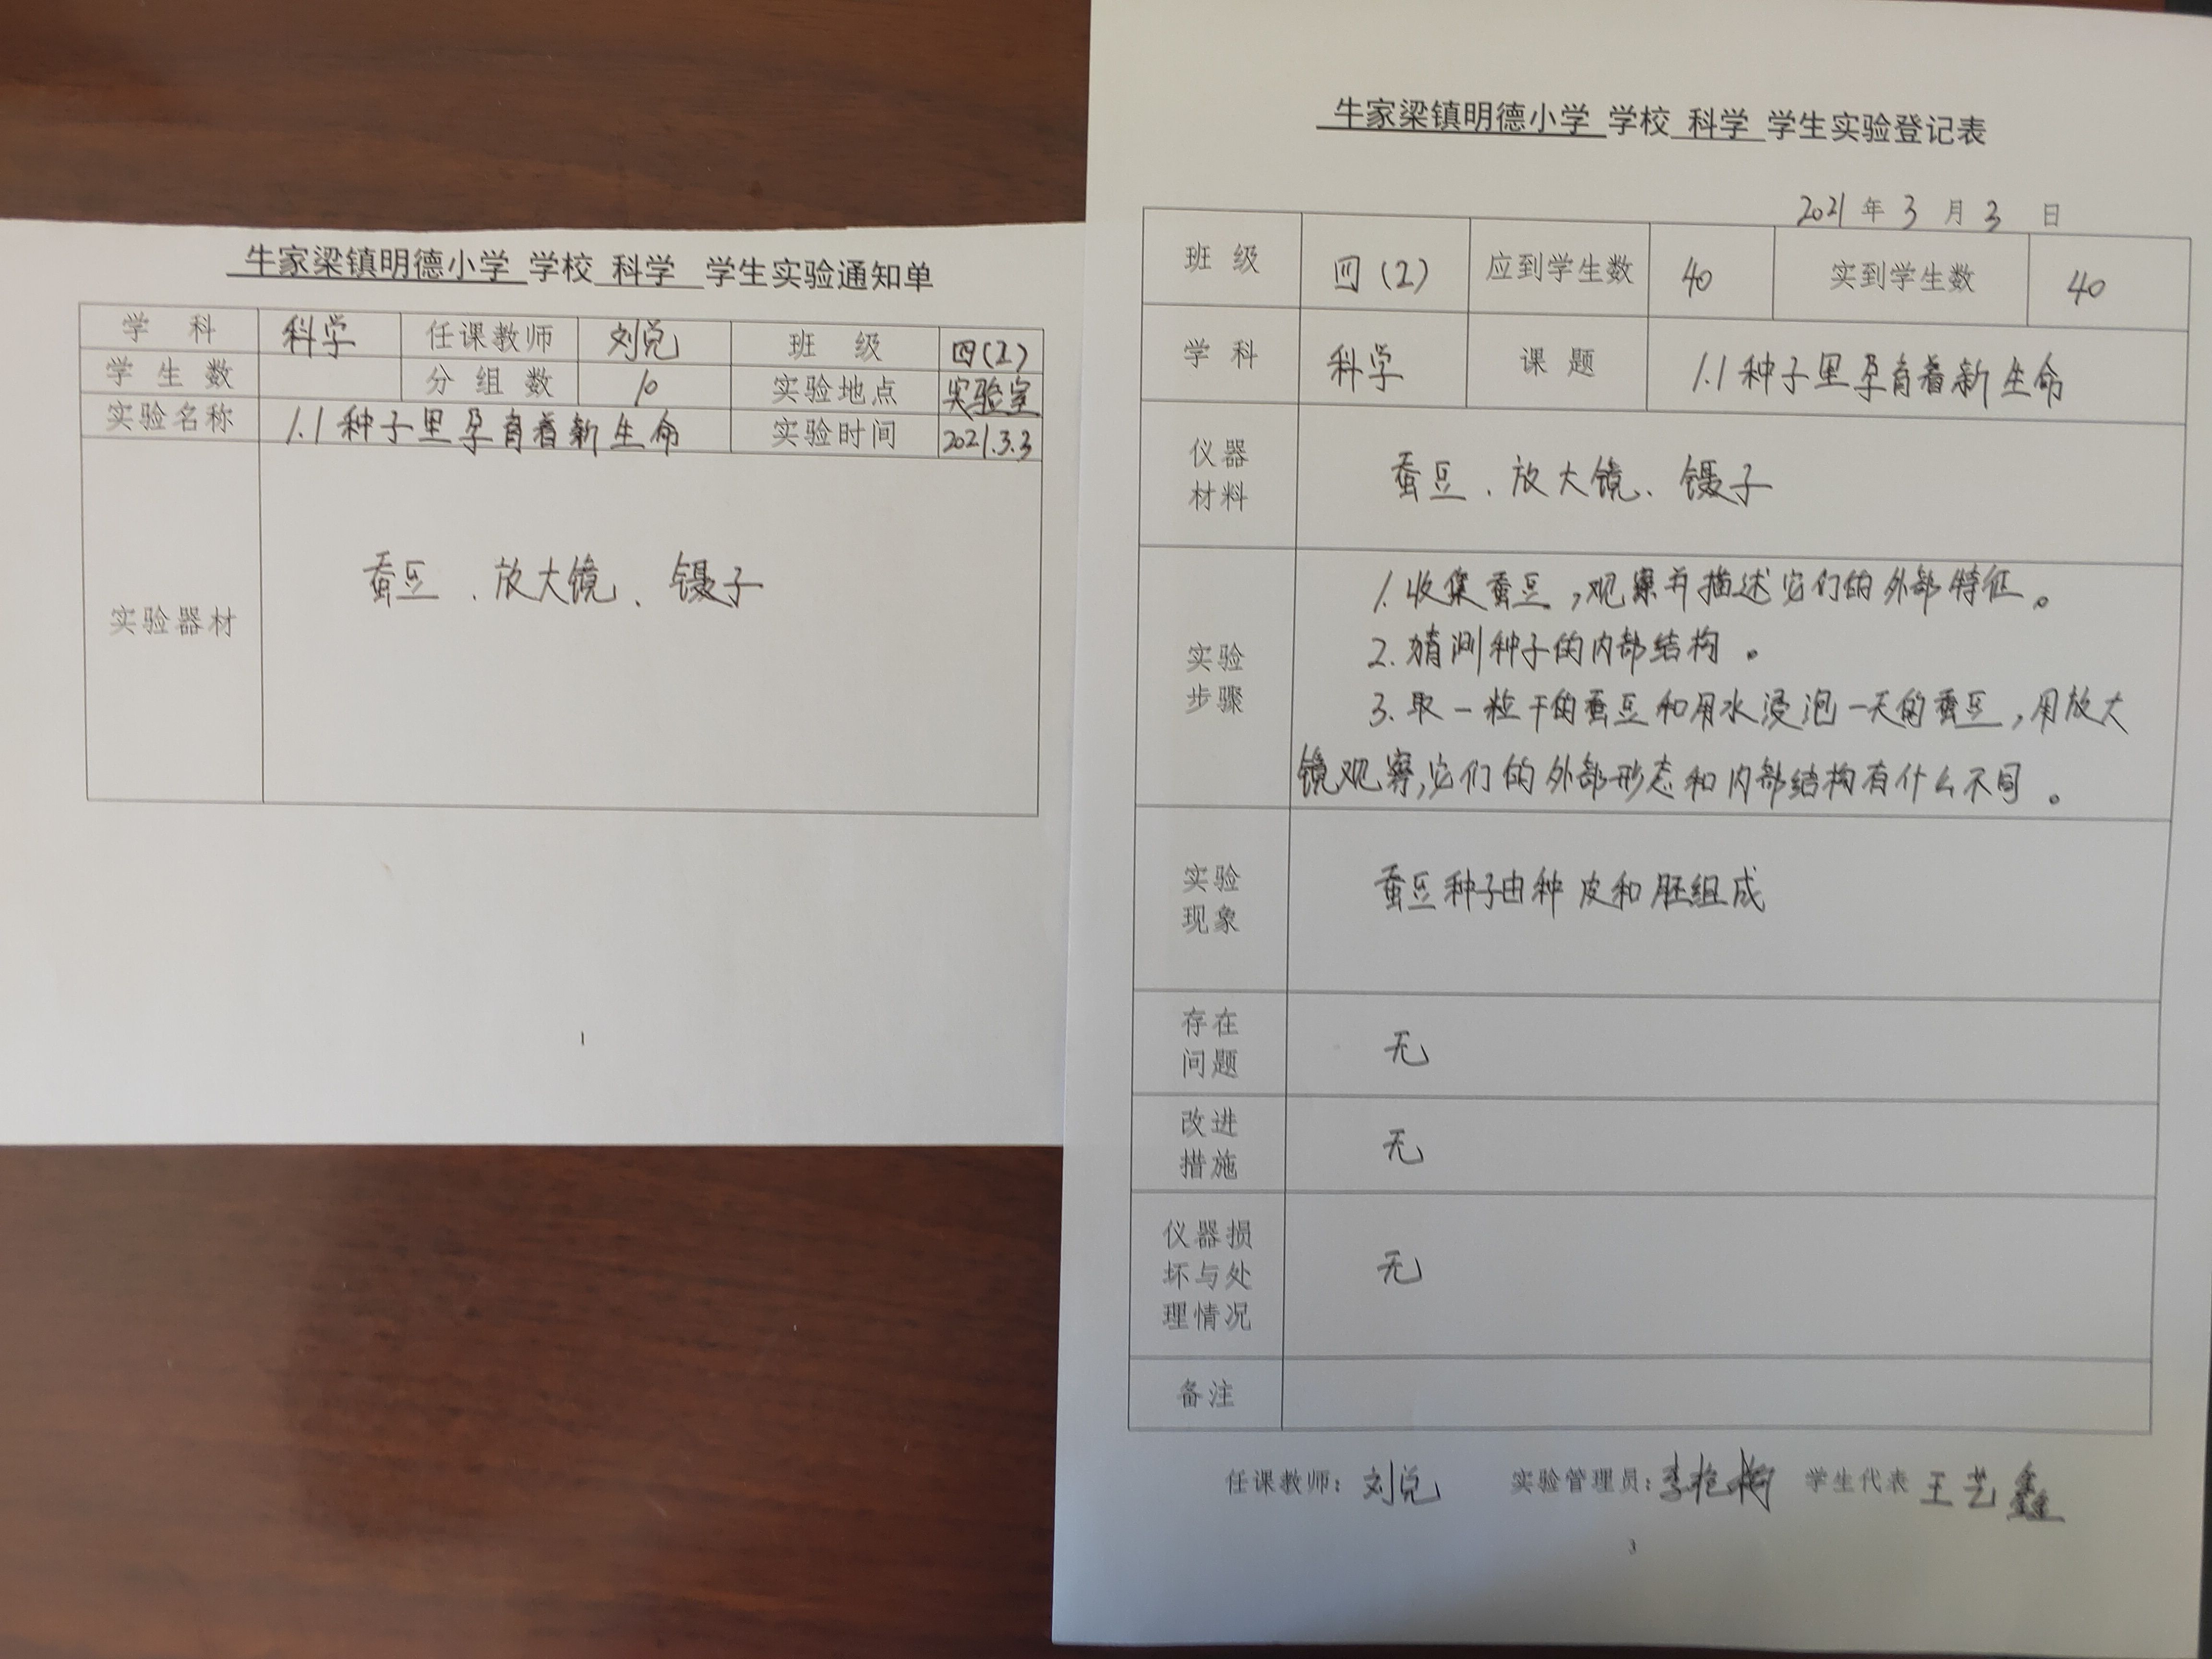 牛家梁镇明德小学 学校 科学 学生实验通知单
学 科 科学 任课教师 刘说 班 级 四(2)
学 生 数 分 组 数 10 实验地点 实验室
实验名称 1.1种子里孕育着新生命 实验时间 2021.3.3
实验器材 蚕豆、放大镜、镊子
1
牛家梁镇明德小学 学校 科学 学生实验登记表
2021 年 3 月 3 日
班 级 四(2) 应到学生数 40 实到学生数 40
学 科 科学 课 题 1.1种子里孕育着新生命
仪器
材料
蚕豆、放大镜、镊子
实验
步骤
1.收集蚕豆,观察并描述它们的外部特征。
2.猜测种子的内部结构。
3.取一粒干的蚕豆和用水浸泡一天的蚕豆,用放大
镜观察,它们的外部形态和内部结构有什么不同。
实验
现象
蚕豆种子由种皮和胚组成
存在
问题
无
改进
措施
无
仪器损
坏与处
理情况
无
备注
任课教师: 刘说 实验管理员: 李艳梅 学生代表 王艺鑫
3